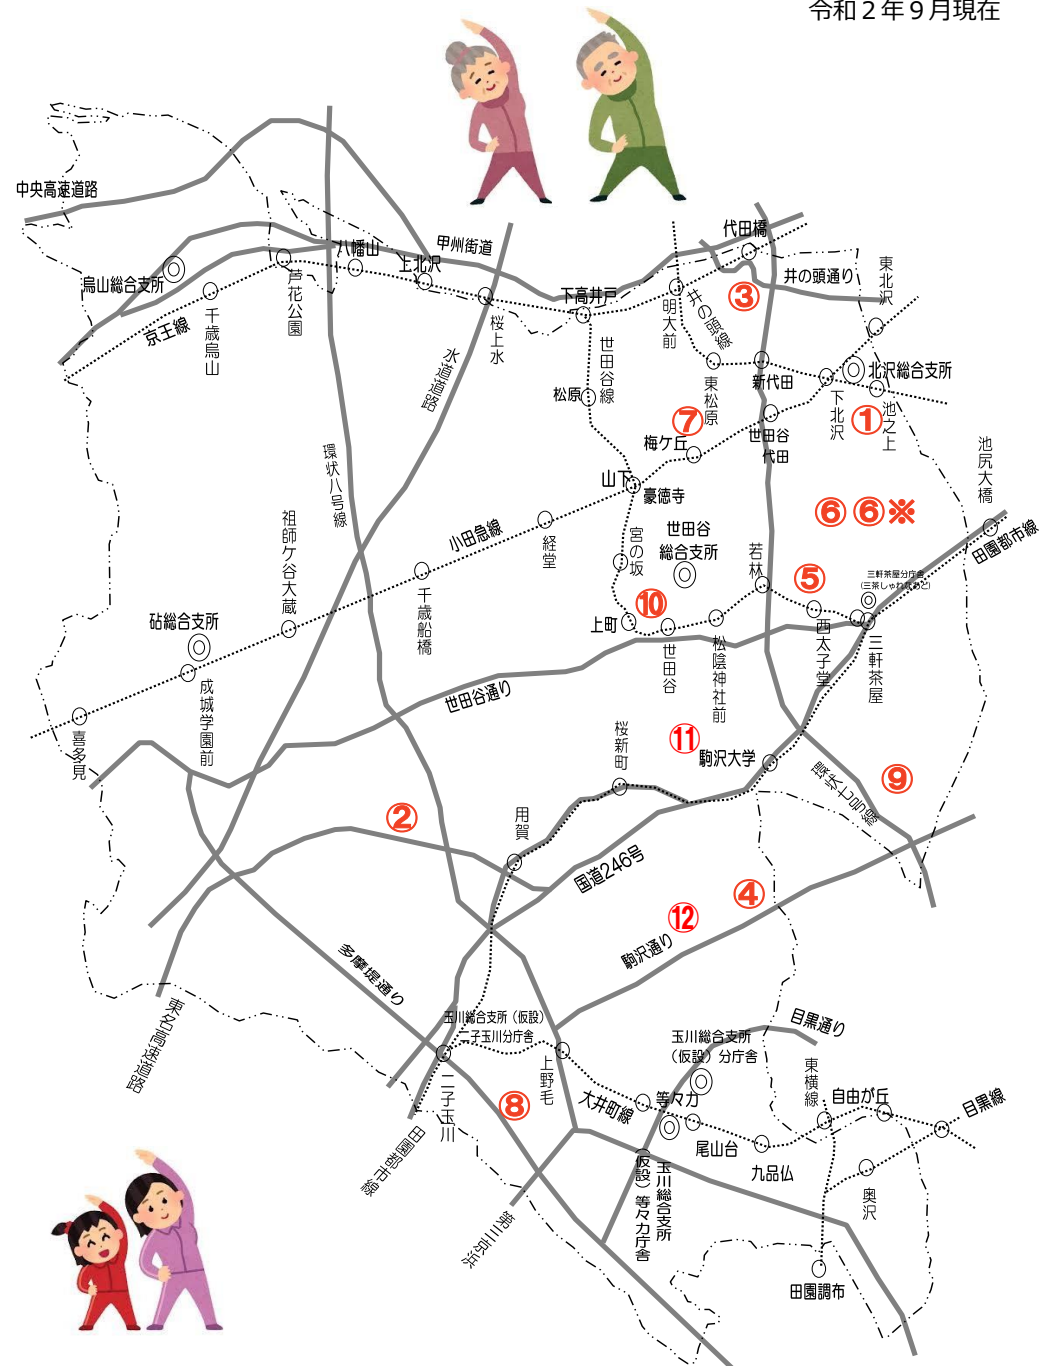 令和２年９月現在
中央高速道路
代田橋
甲州街道
八幡山
上北沢
烏山総合支所
芦花公園
井の頭通り
東北沢
千歳烏山
京王線
桜上水
下高井戸
明大前
井の頭線
③
水道道路
世田谷線
松原
東松原
新代田
下北沢
北沢総合支所
池之上
①
⑦
梅ケ丘
世田谷
代田
池尻大橋
環状八号線
山下
豪徳寺
祖師ケ谷大蔵
小田急線
経堂
宮の坂
世田谷
総合支所
若林
⑥ ⑥※
田園都市線
⑤
三軒茶屋分庁舎
(三茶しゃれなあど)
千歳船橋
⑩
上町
砧総合支所
世田谷
松陰神社前
西太子堂
三軒茶屋
成城学園前
喜多見
世田谷通り
桜新町
⑪
駒沢大学
環状七号線
⑨
②
用賀
国道246号
④
⑫
駒沢通り
多摩堤通り
東名高速道路
玉川総合支所（仮設）
二子玉川分庁舎
上野毛
玉川総合支所
（仮設）分庁舎
目黒通り
東横線
自由が丘
目黒線
二子玉川
⑧
大井町線
等々力
尾山台
九品仏
田園都市線
玉川総合支所
（仮設）等々力庁舎
奥沢
第三京浜
田園調布